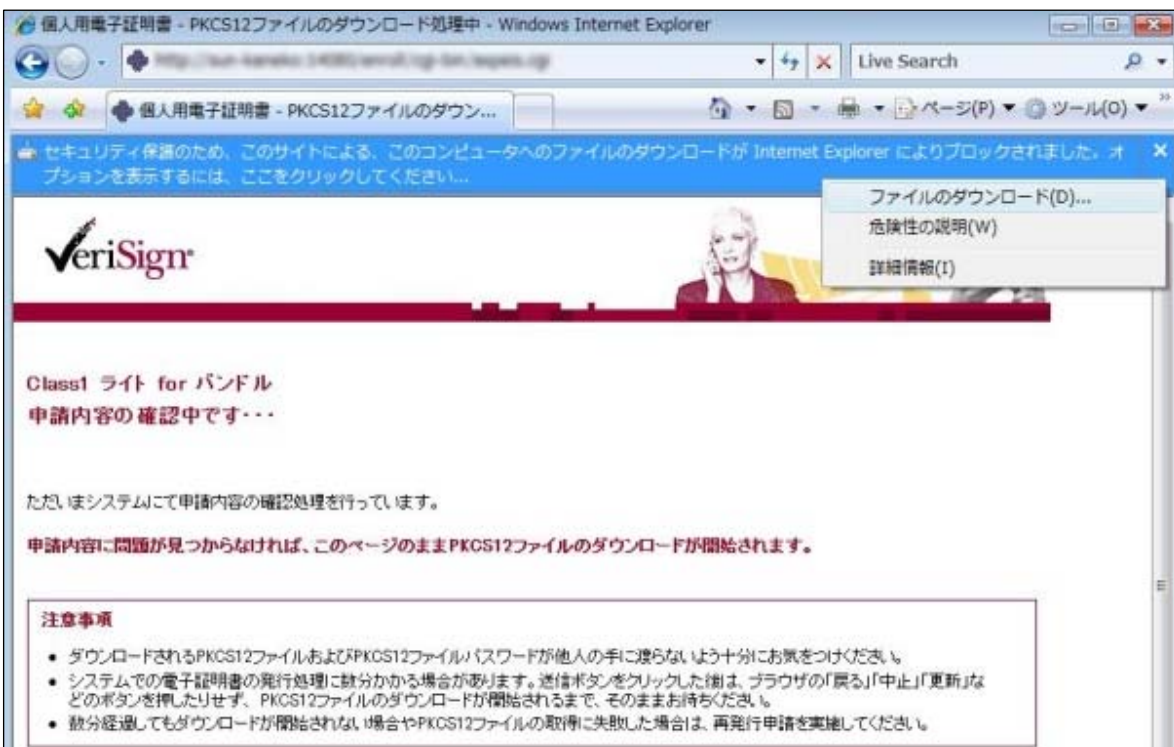 個人用電子証明書 - PKCS12ファイルのダウンロード処理中 - Windows Internet Explorer
Live Search
個人用電子証明書 - PKCS12ファイルのダウン...
ページ(P)
ツール(O)
セキュリティ保護のため、このサイトによる、このコンピュータへのファイルのダウンロードが Internet Explorer によりブロックされました。オ
プションを表示するには、ここをクリックしてください...
ファイルのダウンロード(D)...
危険性の説明(W)
詳細情報(I)
VeriSign
Class1 ライト for バンドル
申請内容の確認中です・・・
ただいまシステムにて申請内容の確認処理を行っています。
申請内容に問題が見つからなければ、このページのままPKCS12ファイルのダウンロードが開始されます。
注意事項
• ダウンロードされるPKCS12ファイルおよびPKCS12ファイルパスワードが他人の手に渡らないよう十分にお気をつけください。
• システムでの電子証明書の発行処理に数分かかる場合があります。送信ボタンをクリックした後は、ブラウザの「戻る」「中止」「更新」な
どのボタンを押したりせず、PKCS12ファイルのダウンロードが開始されるまで、そのままお待ちください。
• 数分経過してもダウンロードが開始されない場合やPKCS12ファイルの取得に失敗した場合は、再発行申請を実施してください。